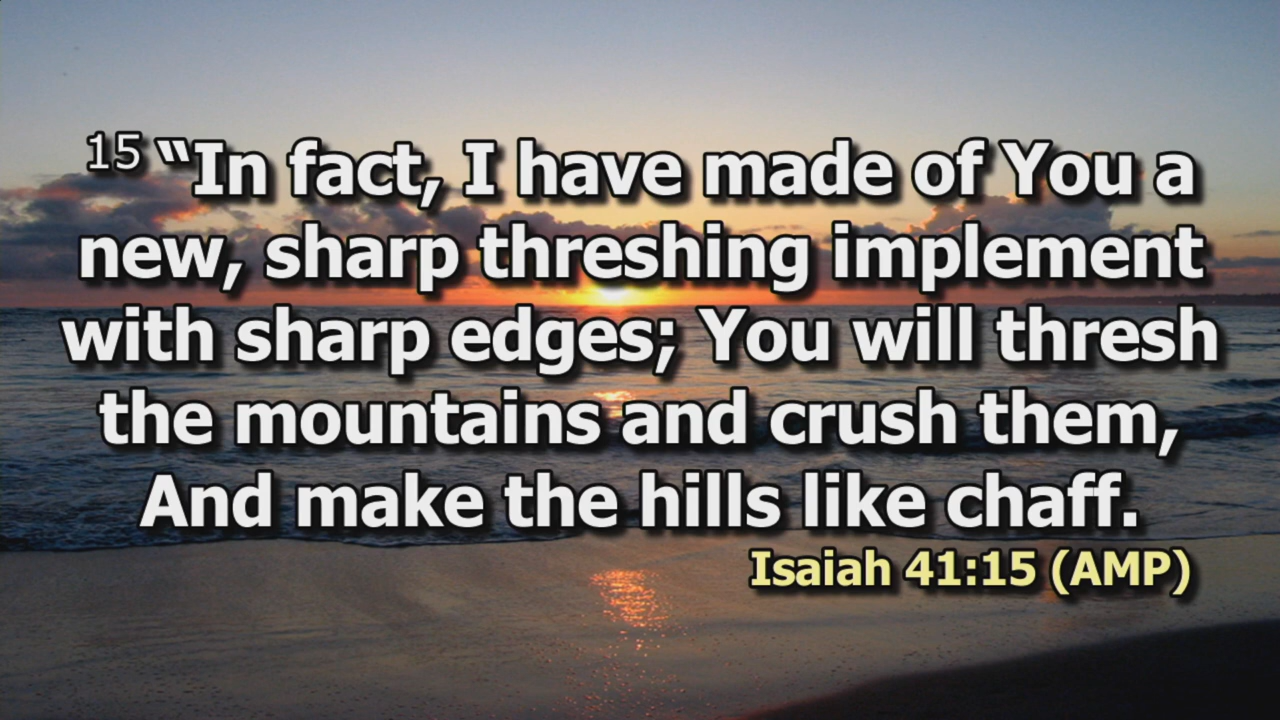 15 “In fact, I have made of You a
new, sharp threshing implement
with sharp edges; You will thresh
the mountains and crush them,
And make the hills like chaff.
Isaiah 41:15 (AMP)